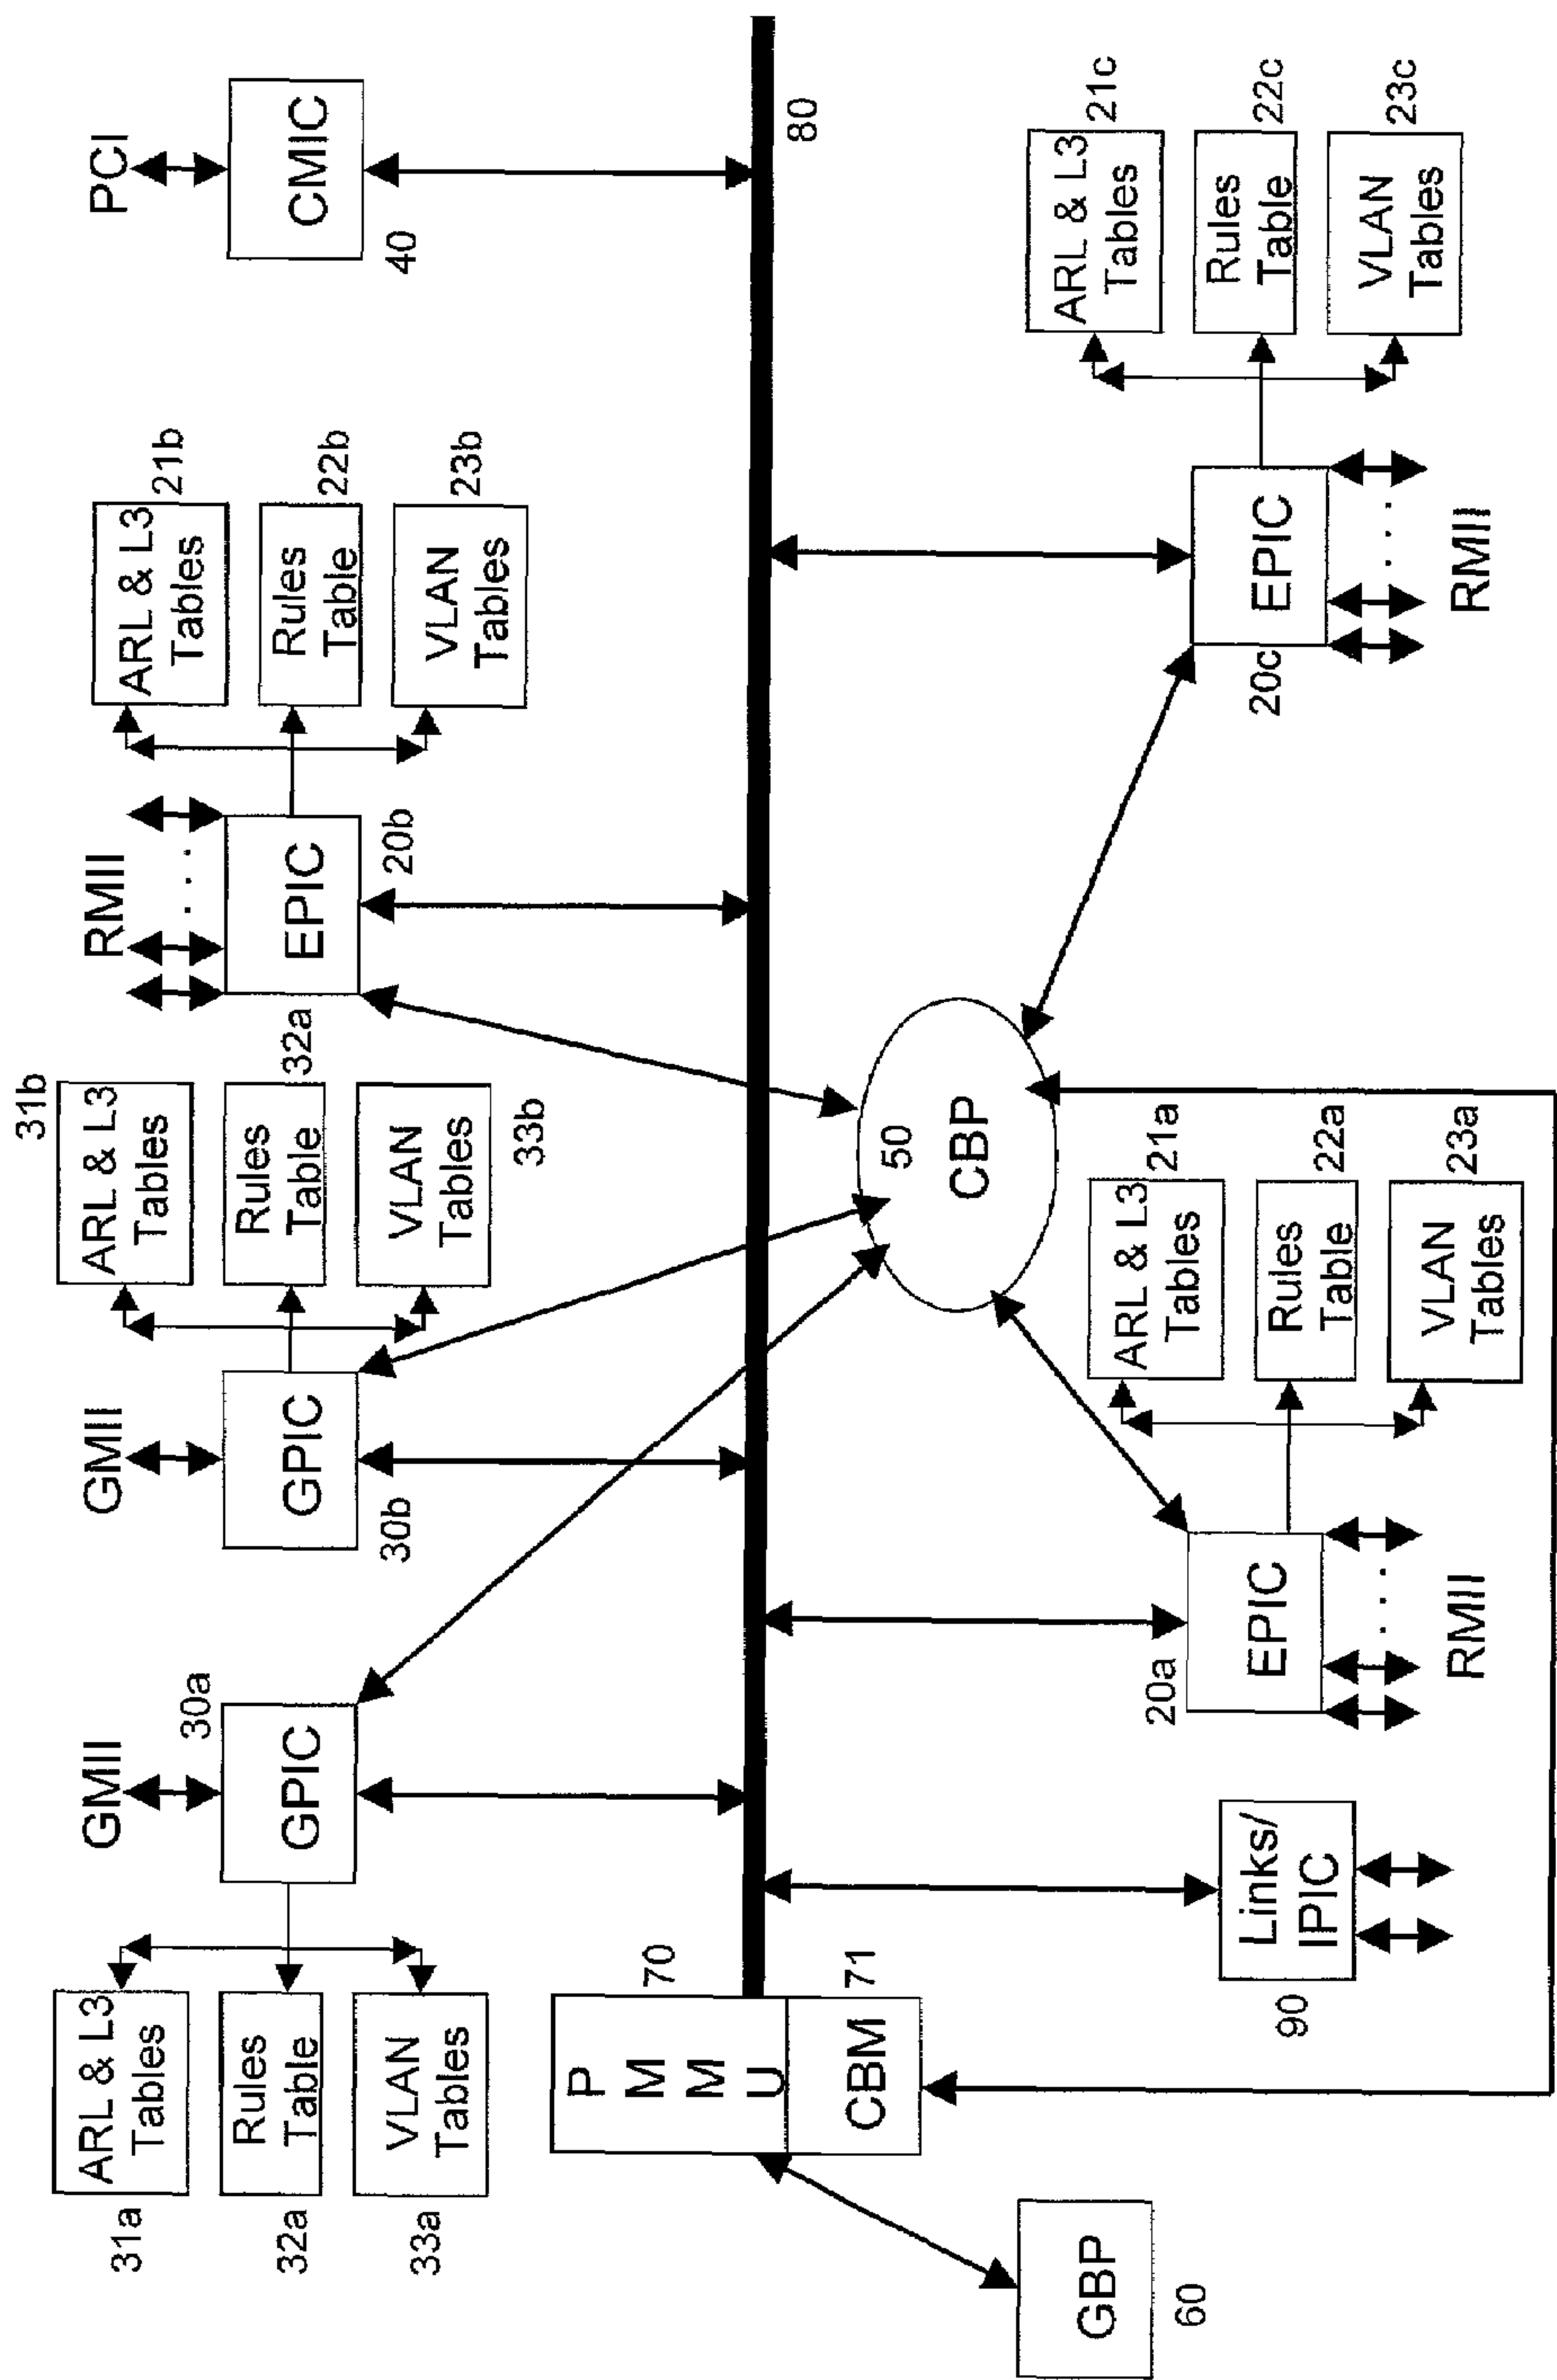 31a
ARL & L3
Tables
32a
Rules
Table
33a
VLAN
Tables
GMII
30a
GPIC
GMII
GPIC
30b
31b
ARL & L3
Tables
Rules
Table
32a
VLAN
Tables
33b
RMII
. . . .
EPIC
20b
ARL & L3
Tables
21b
Rules
Table
22b
VLAN
Tables
23b
PCI
CMIC
40
80
P
M
M
U
70
CBM
71
GBP
60
Links/
IPIC
90
50
CBP
20a
EPIC
. . . .
RMII
ARL & L3
Tables
21a
Rules
Table
22a
VLAN
Tables
23a
20c
EPIC
. . . .
RMII
ARL & L3
Tables
21c
Rules
Table
22c
VLAN
Tables
23c